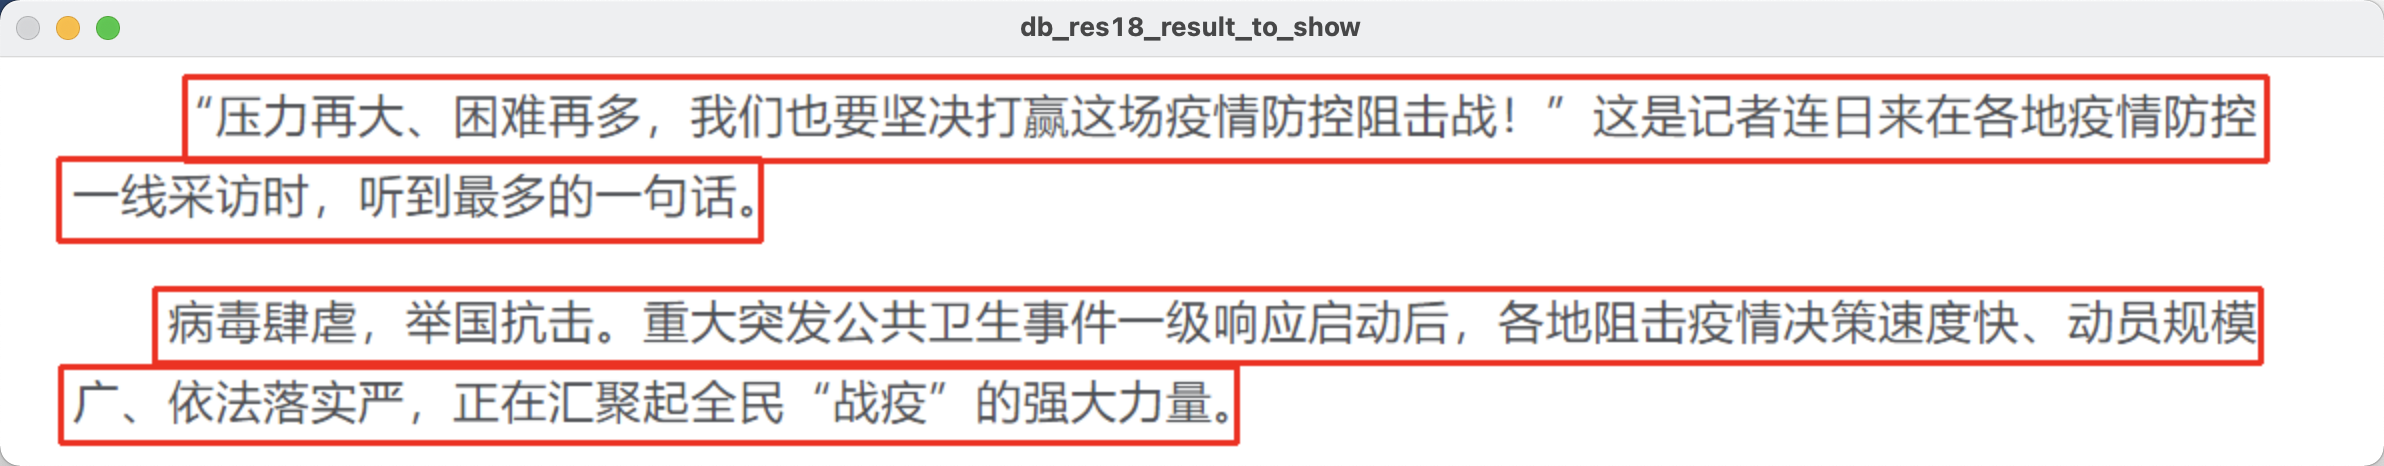 db_res18_result_to_show
“压力再大、困难再多，我们也要坚决打赢这场疫情防控阻击战！”这是记者连日来在各地疫情防控
一线采访时，听到最多的一句话。
病毒肆虐，举国抗击。重大突发公共卫生事件一级响应启动后，各地阻击疫情决策速度快、动员规模
广、依法落实严，正在汇聚起全民“战疫”的强大力量。